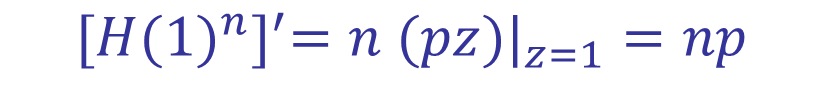 [H(1)ⁿ]′= n (pz)|_{z=1} = np